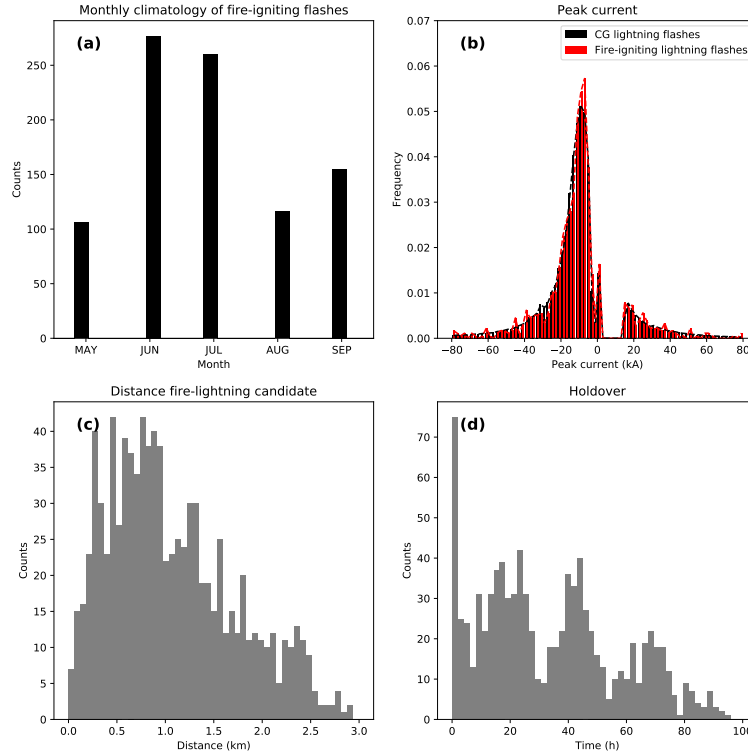 Monthly climatology of fire-igniting flashes
(a)
250
200
150
100
50
0
Counts
MAY JUN JUL AUG SEP
Month
Peak current
(b)
CG lightning flashes
Fire-igniting lightning flashes
0.07
0.06
0.05
0.04
0.03
0.02
0.01
0.00
Frequency
−80 −60 −40 −20 0 20 40 60 80
Peak current (kA)
Distance fire-lightning candidate
(c)
40
35
30
25
20
15
10
5
0
Counts
0.0 0.5 1.0 1.5 2.0 2.5 3.0
Distance (km)
Holdover
(d)
70
60
50
40
30
20
10
0
Counts
0 20 40 60 80 100
Time (h)